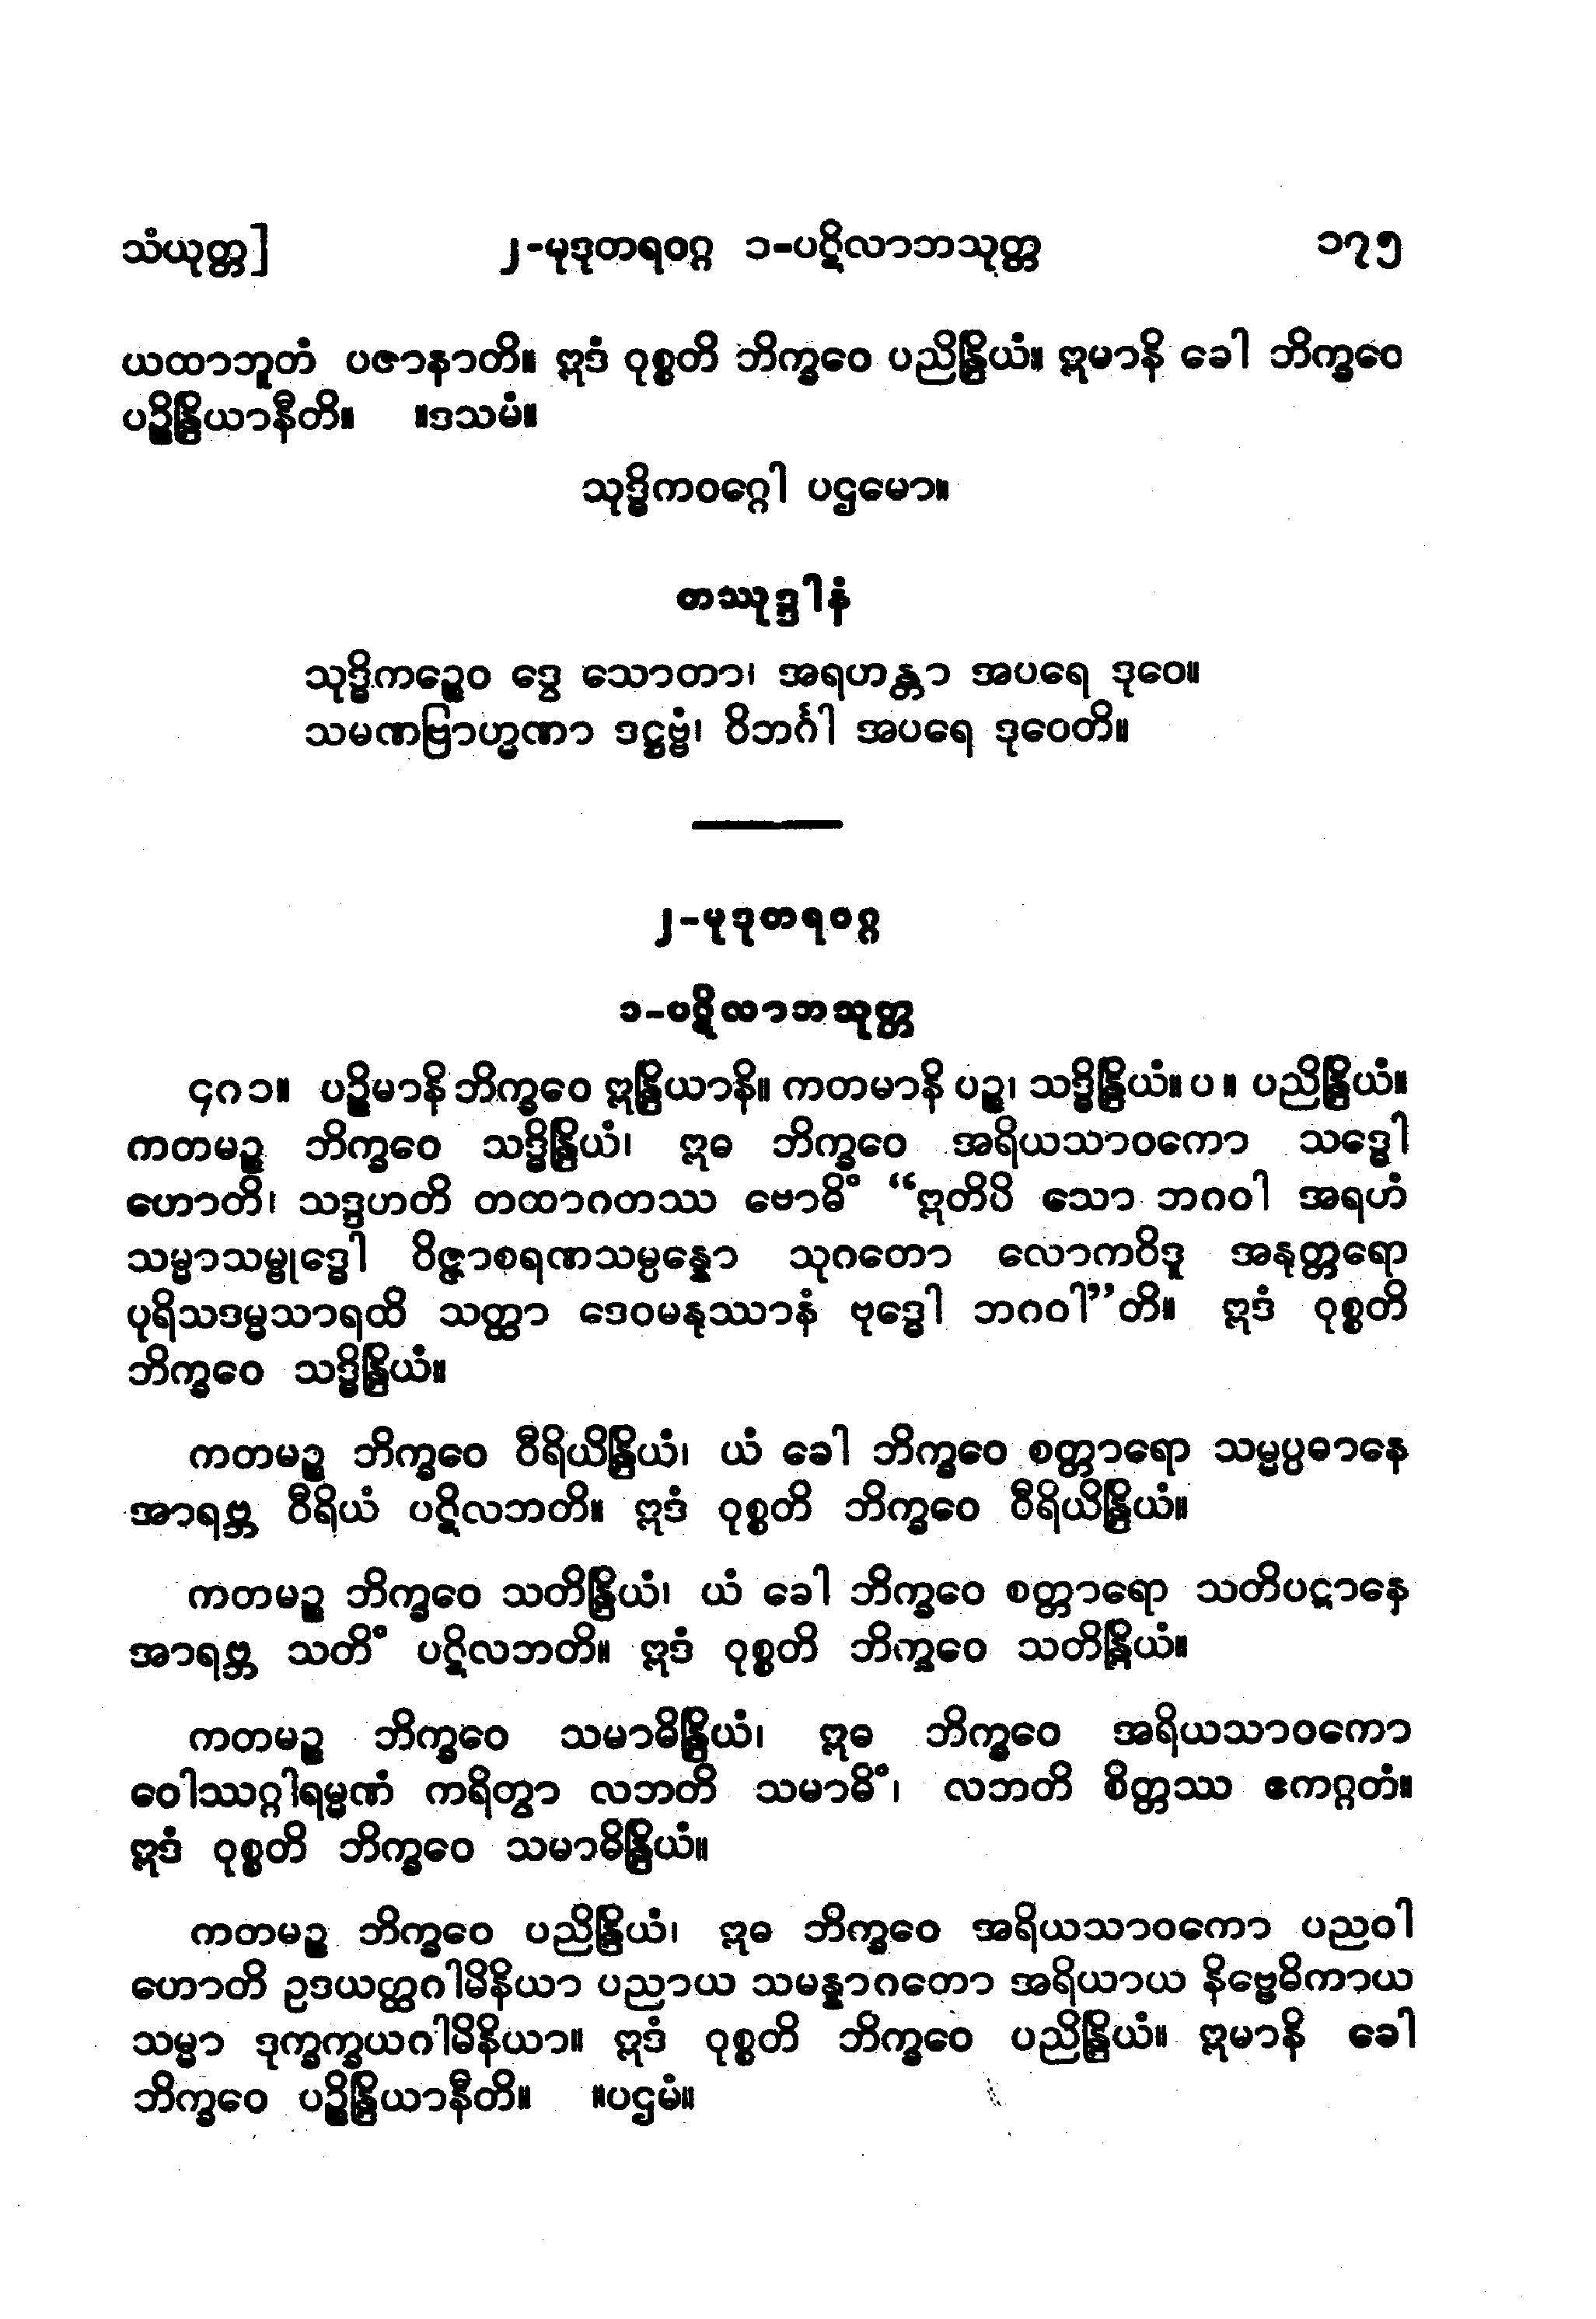 သံယုတ္တ]	၂-မုဒုတရဝဂ္ဂ ၁-ပဋိလာဘသုတ္တ	၁၇၅
ယထာဘူတံ ပဇာနာတိ။ ဣဒံ ဝုစ္စတိ ဘိက္ခဝေ ပညိန္ဒြိယံ။ ဣမာနိ ခေါ ဘိက္ခဝေ
ပဉ္စိန္ဒြိယာနီတိ။ ။ဒသမံ။
သုဒ္ဓိကဝဂ္ဂေါ ပဌမော။
တဿုဒ္ဒါနံ
သုဒ္ဓိကဉ္စေဝ ဒွေ သောတာ၊ အရဟန္တာ အပရေ ဒုဝေ။
သမဏဗြာဟ္မဏာ ဒဋ္ဌဗ္ဗံ၊ ဝိဘင်္ဂါ အပရေ ဒုဝေတိ။
၂-မုဒုတရဝဂ္ဂ
၁-ပဋိလာဘသုတ္တ
၄၈၁။ ပဉ္စိမာနိ ဘိက္ခဝေ ဣန္ဒြိယာနိ။ ကတမာနိ ပဉ္စ၊ သဒ္ဓိန္ဒြိယံ။ ပ ။ ပညိန္ဒြိယံ။
ကတမဉ္စ ဘိက္ခဝေ သဒ္ဓိန္ဒြိယံ၊ ဣဓ ဘိက္ခဝေ အရိယသာဝကော သဒ္ဓေါ
ဟောတိ၊ သဒ္ဒဟတိ တထာဂတဿ ဗောဓိံ “ဣတိပိ သော ဘဂဝါ အရဟံ
သမ္မာသမ္ဗုဒ္ဓေါ ဝိဇ္ဇာစရဏသမ္ပန္နော သုဂတော လောကဝိဒူ အနုတ္တရော
ပုရိသဒမ္မသာရထိ သတ္ထာ ဒေဝမနုဿာနံ ဗုဒ္ဓေါ ဘဂဝါ”တိ။ ဣဒံ ဝုစ္စတိ
ဘိက္ခဝေ သဒ္ဓိန္ဒြိယံ။
ကတမဉ္စ ဘိက္ခဝေ ဝီရိယိန္ဒြိယံ၊ ယံ ခေါ ဘိက္ခဝေ စတ္တာရော သမ္မပ္ပဓာနေ
အာရဗ္ဘ ဝီရိယံ ပဋိလဘတိ။ ဣဒံ ဝုစ္စတိ ဘိက္ခဝေ ဝီရိယိန္ဒြိယံ။
ကတမဉ္စ ဘိက္ခဝေ သတိန္ဒြိယံ၊ ယံ ခေါ ဘိက္ခဝေ စတ္တာရော သတိပဋ္ဌာနေ
အာရဗ္ဘ သတိံ ပဋိလဘတိ။ ဣဒံ ဝုစ္စတိ ဘိက္ခဝေ သတိန္ဒြိယံ။
ကတမဉ္စ ဘိက္ခဝေ သမာဓိန္ဒြိယံ၊ ဣဓ ဘိက္ခဝေ အရိယသာဝကော
ဝေါဿဂ္ဂါရမ္မဏံ ကရိတွာ လဘတိ သမာဓိံ၊ လဘတိ စိတ္တဿ ဧကဂ္ဂတံ။
ဣဒံ ဝုစ္စတိ ဘိက္ခဝေ သမာဓိန္ဒြိယံ။
ကတမဉ္စ ဘိက္ခဝေ ပညိန္ဒြိယံ၊ ဣဓ ဘိက္ခဝေ အရိယသာဝကော ပညဝါ
ဟောတိ ဥဒယတ္ထဂါမိနိယာ ပညာယ သမန္နာဂတော အရိယာယ နိဗ္ဗေဓိကာယ
သမ္မာ ဒုက္ခက္ခယဂါမိနိယာ။ ဣဒံ ဝုစ္စတိ ဘိက္ခဝေ ပညိန္ဒြိယံ။ ဣမာနိ ခေါ
ဘိက္ခဝေ ပဉ္စိန္ဒြိယာနီတိ။ ။ပဌမံ။